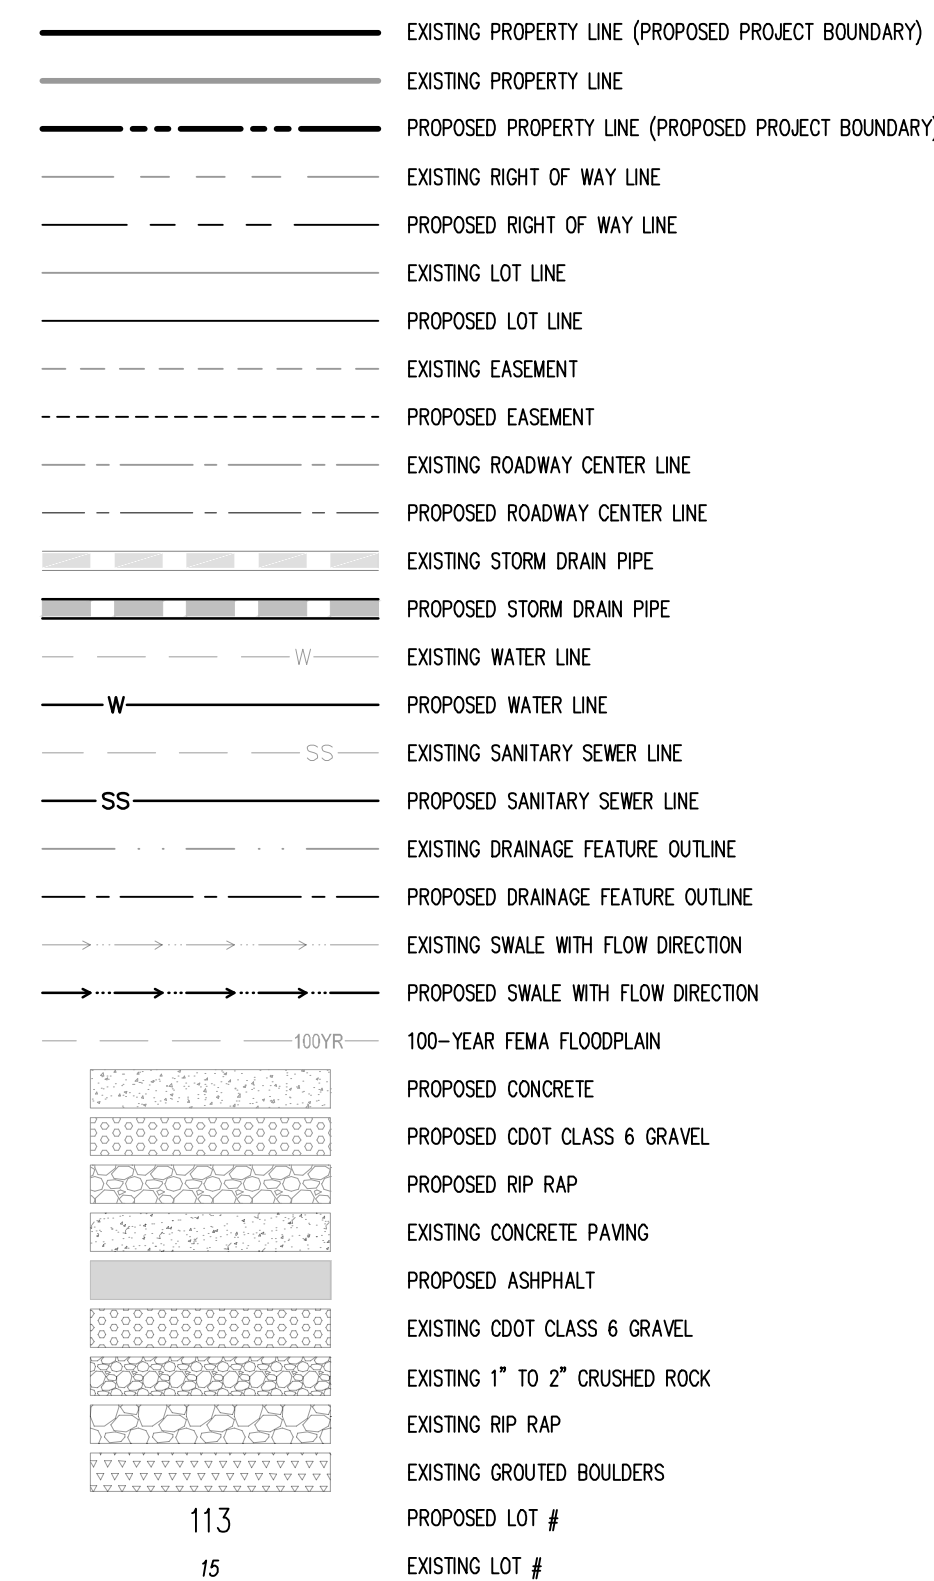 EXISTING PROPERTY LINE (PROPOSED PROJECT BOUNDARY)
EXISTING PROPERTY LINE
PROPOSED PROPERTY LINE (PROPOSED PROJECT BOUNDARY)
EXISTING RIGHT OF WAY LINE
PROPOSED RIGHT OF WAY LINE
EXISTING LOT LINE
PROPOSED LOT LINE
EXISTING EASEMENT
PROPOSED EASEMENT
EXISTING ROADWAY CENTER LINE
PROPOSED ROADWAY CENTER LINE
EXISTING STORM DRAIN PIPE
PROPOSED STORM DRAIN PIPE
W EXISTING WATER LINE
W PROPOSED WATER LINE
SS EXISTING SANITARY SEWER LINE
SS PROPOSED SANITARY SEWER LINE
EXISTING DRAINAGE FEATURE OUTLINE
PROPOSED DRAINAGE FEATURE OUTLINE
EXISTING SWALE WITH FLOW DIRECTION
PROPOSED SWALE WITH FLOW DIRECTION
100YR 100-YEAR FEMA FLOODPLAIN
PROPOSED CONCRETE
PROPOSED CDOT CLASS 6 GRAVEL
PROPOSED RIP RAP
EXISTING CONCRETE PAVING
PROPOSED ASHPHALT
EXISTING CDOT CLASS 6 GRAVEL
EXISTING 1" TO 2" CRUSHED ROCK
EXISTING RIP RAP
EXISTING GROUTED BOULDERS
113 PROPOSED LOT #
15 EXISTING LOT #